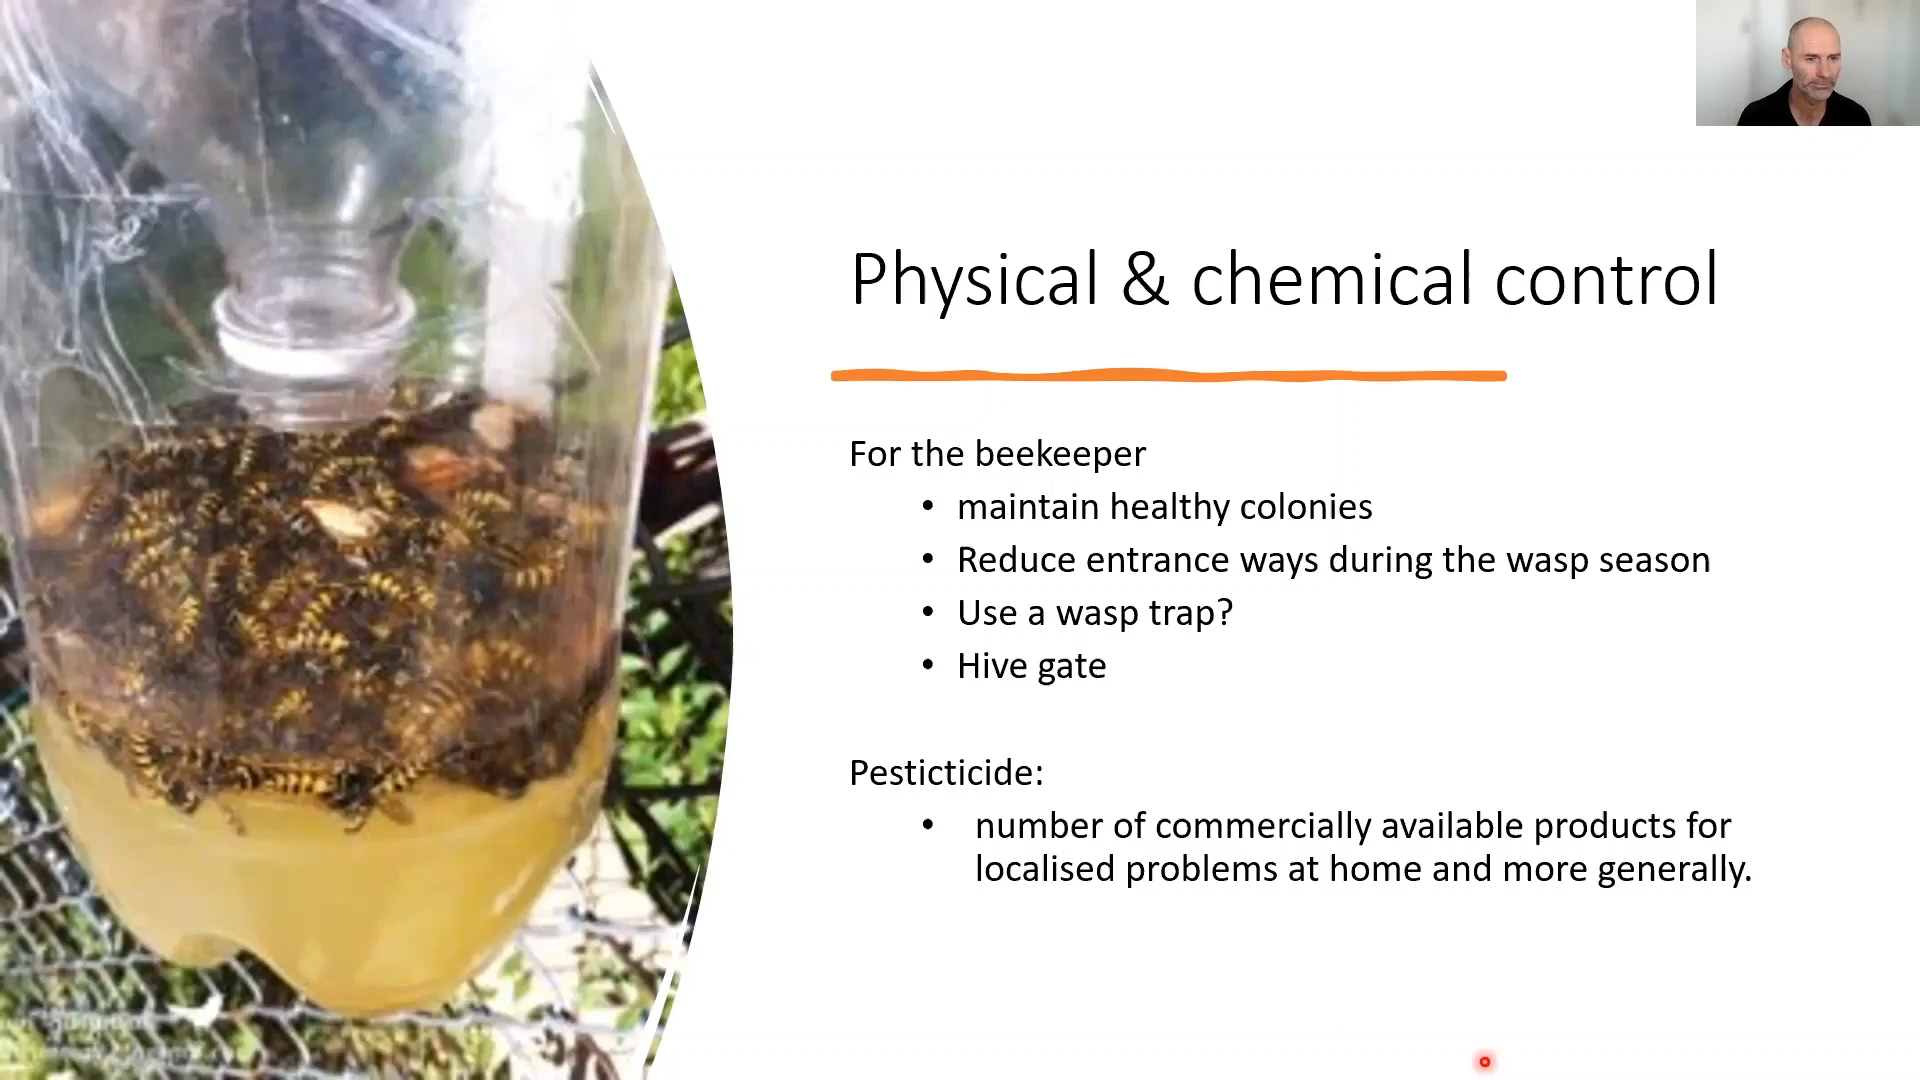 Physical & chemical control
For the beekeeper
• maintain healthy colonies
• Reduce entrance ways during the wasp season
• Use a wasp trap?
• Hive gate
Pesticticide:
• number of commercially available products for
localised problems at home and more generally.